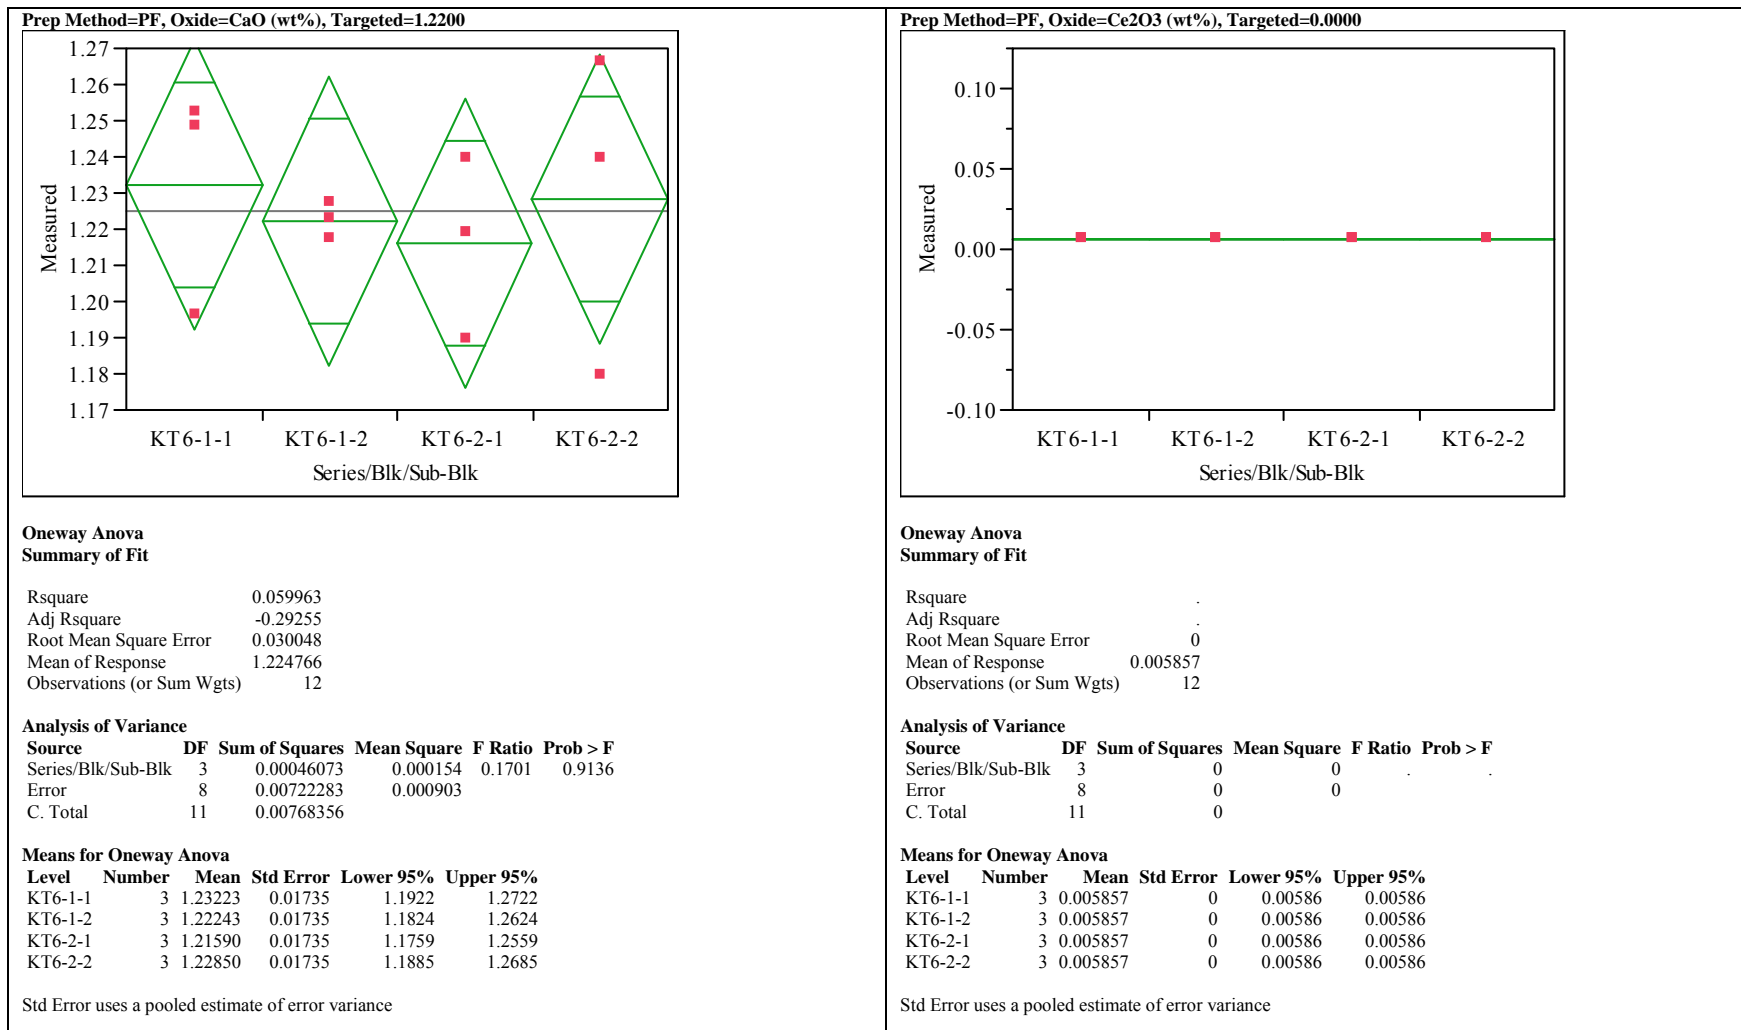 Prep Method=PF, Oxide=CaO (wt%), Targeted=1.2200
1.27
1.26
1.25
1.24
1.23
1.22
1.21
1.20
1.19
1.18
1.17
Measured
KT6-1-1 KT6-1-2 KT6-2-1 KT6-2-2
Series/Blk/Sub-Blk
Oneway Anova
Summary of Fit
Rsquare 0.059963
Adj Rsquare -0.29255
Root Mean Square Error 0.030048
Mean of Response 1.224766
Observations (or Sum Wgts) 12
Analysis of Variance
Source DF Sum of Squares Mean Square F Ratio Prob > F
Series/Blk/Sub-Blk 3 0.00046073 0.000154 0.1701 0.9136
Error 8 0.00722283 0.000903
C. Total 11 0.00768356
Means for Oneway Anova
Level Number Mean Std Error Lower 95% Upper 95%
KT6-1-1 3 1.23223 0.01735 1.1922 1.2722
KT6-1-2 3 1.22243 0.01735 1.1824 1.2624
KT6-2-1 3 1.21590 0.01735 1.1759 1.2559
KT6-2-2 3 1.22850 0.01735 1.1885 1.2685
Std Error uses a pooled estimate of error variance
Prep Method=PF, Oxide=Ce2O3 (wt%), Targeted=0.0000
0.10
0.05
0.00
-0.05
-0.10
Measured
KT6-1-1 KT6-1-2 KT6-2-1 KT6-2-2
Series/Blk/Sub-Blk
Oneway Anova
Summary of Fit
Rsquare .
Adj Rsquare .
Root Mean Square Error 0
Mean of Response 0.005857
Observations (or Sum Wgts) 12
Analysis of Variance
Source DF Sum of Squares Mean Square F Ratio Prob > F
Series/Blk/Sub-Blk 3 0 0 . .
Error 8 0 0
C. Total 11 0
Means for Oneway Anova
Level Number Mean Std Error Lower 95% Upper 95%
KT6-1-1 3 0.005857 0 0.00586 0.00586
KT6-1-2 3 0.005857 0 0.00586 0.00586
KT6-2-1 3 0.005857 0 0.00586 0.00586
KT6-2-2 3 0.005857 0 0.00586 0.00586
Std Error uses a pooled estimate of error variance